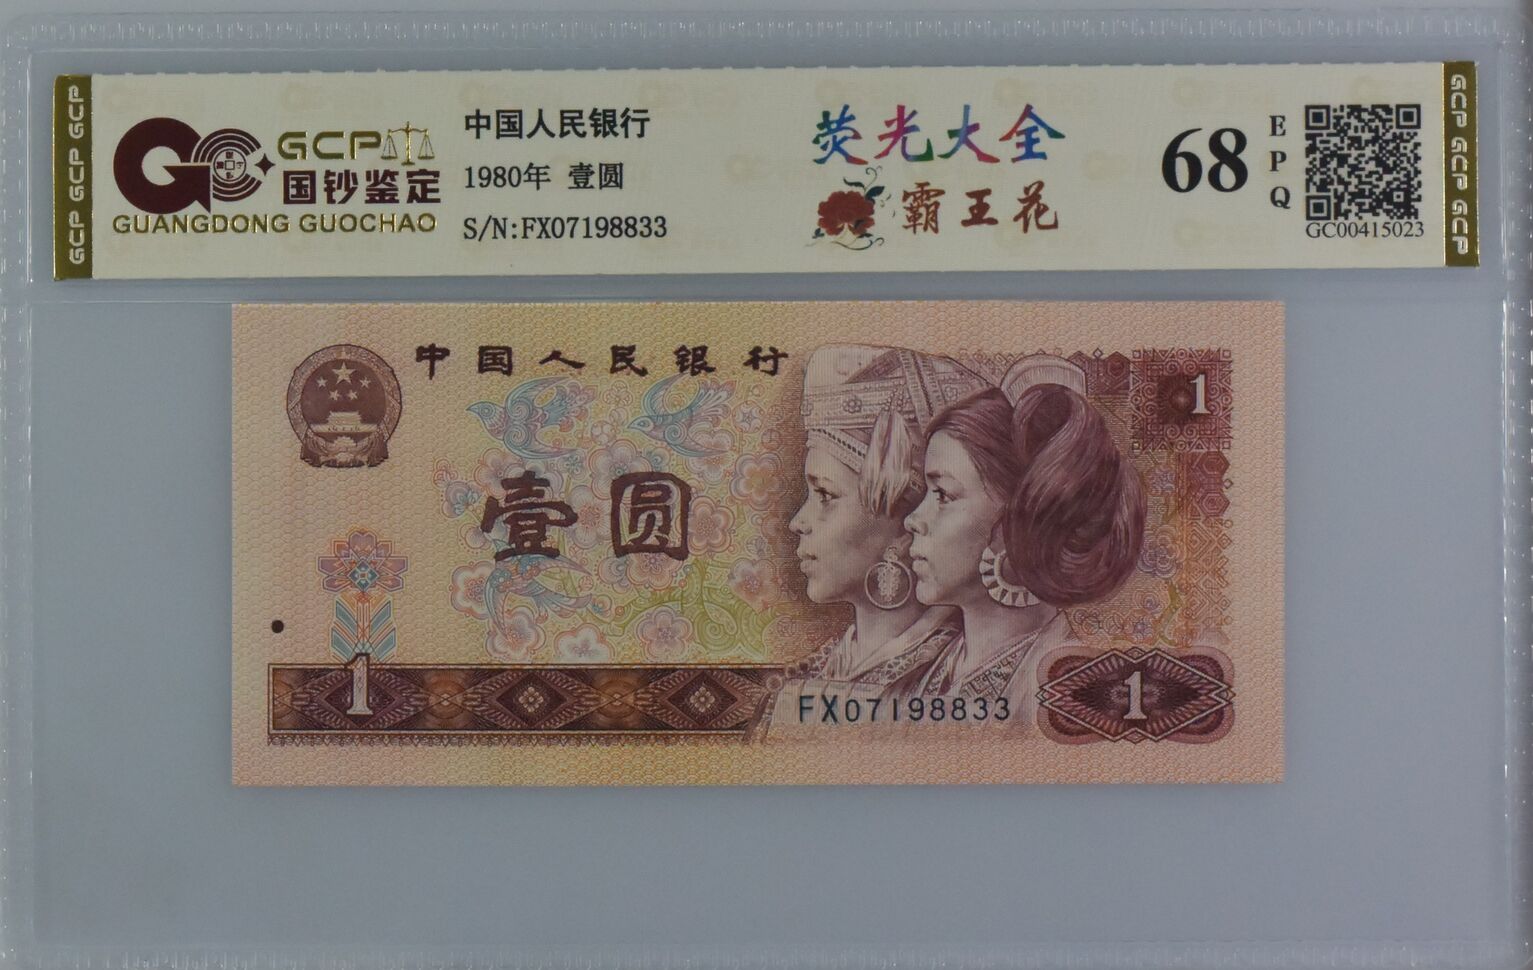 GCP GCP GCP
GCP
国钞鉴定
GUANGDONG GUOCHAO
中国人民银行
1980年 壹圆
S/N:FX07198833
荧光大全
霸王花
68
EPQ
GC00415023
GCP GCP GCP
中国人民银行
1
壹圆
1
FX07198833
1